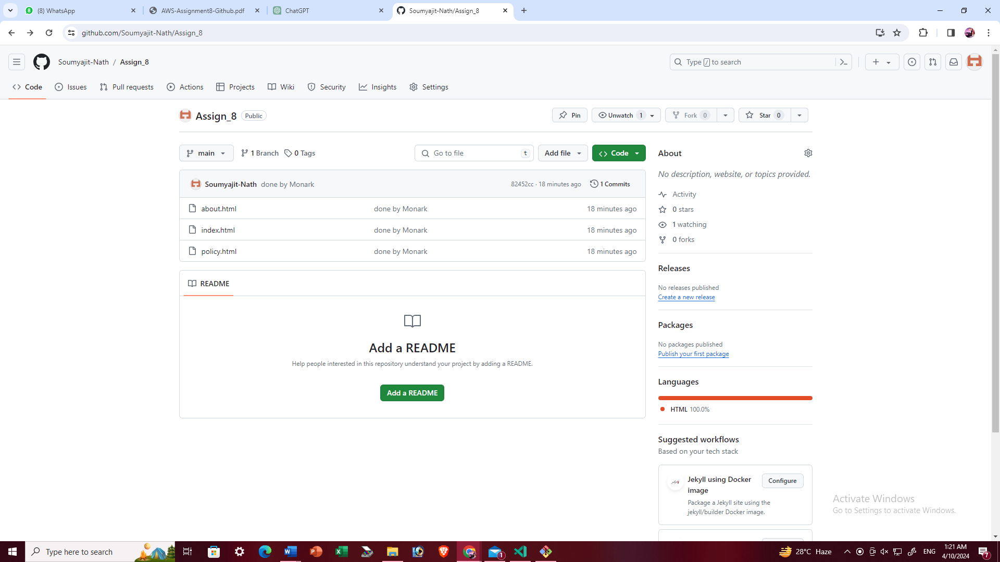 (8) WhatsApp
AWS-Assignment8-Github.pdf
ChatGPT
Soumyajit-Nath/Assign_8
github.com/Soumyajit-Nath/Assign_8
Soumyajit-Nath / Assign_8
Type / to search
Code
Issues
Pull requests
Actions
Projects
Wiki
Security
Insights
Settings
Assign_8 Public
Pin
Unwatch 1
Fork 0
Star 0
main
1 Branch
0 Tags
Go to file t
Add file
Code
Soumyajit-Nath done by Monark 82452cc · 18 minutes ago 1 Commits
about.html done by Monark 18 minutes ago
index.html done by Monark 18 minutes ago
policy.html done by Monark 18 minutes ago
README
Add a README
Help people interested in this repository understand your project by adding a README.
Add a README
About
No description, website, or topics provided.
Activity
0 stars
1 watching
0 forks
Releases
No releases published
Create a new release
Packages
No packages published
Publish your first package
Languages
HTML 100.0%
Suggested workflows
Based on your tech stack
Jekyll using Docker
image
Configure
Package a Jekyll site using the
jekyll/builder Docker image.
Activate Windows
Go to Settings to activate Windows.
Type here to search
1
28°C Haze
ENG
1:21 AM
4/10/2024
7